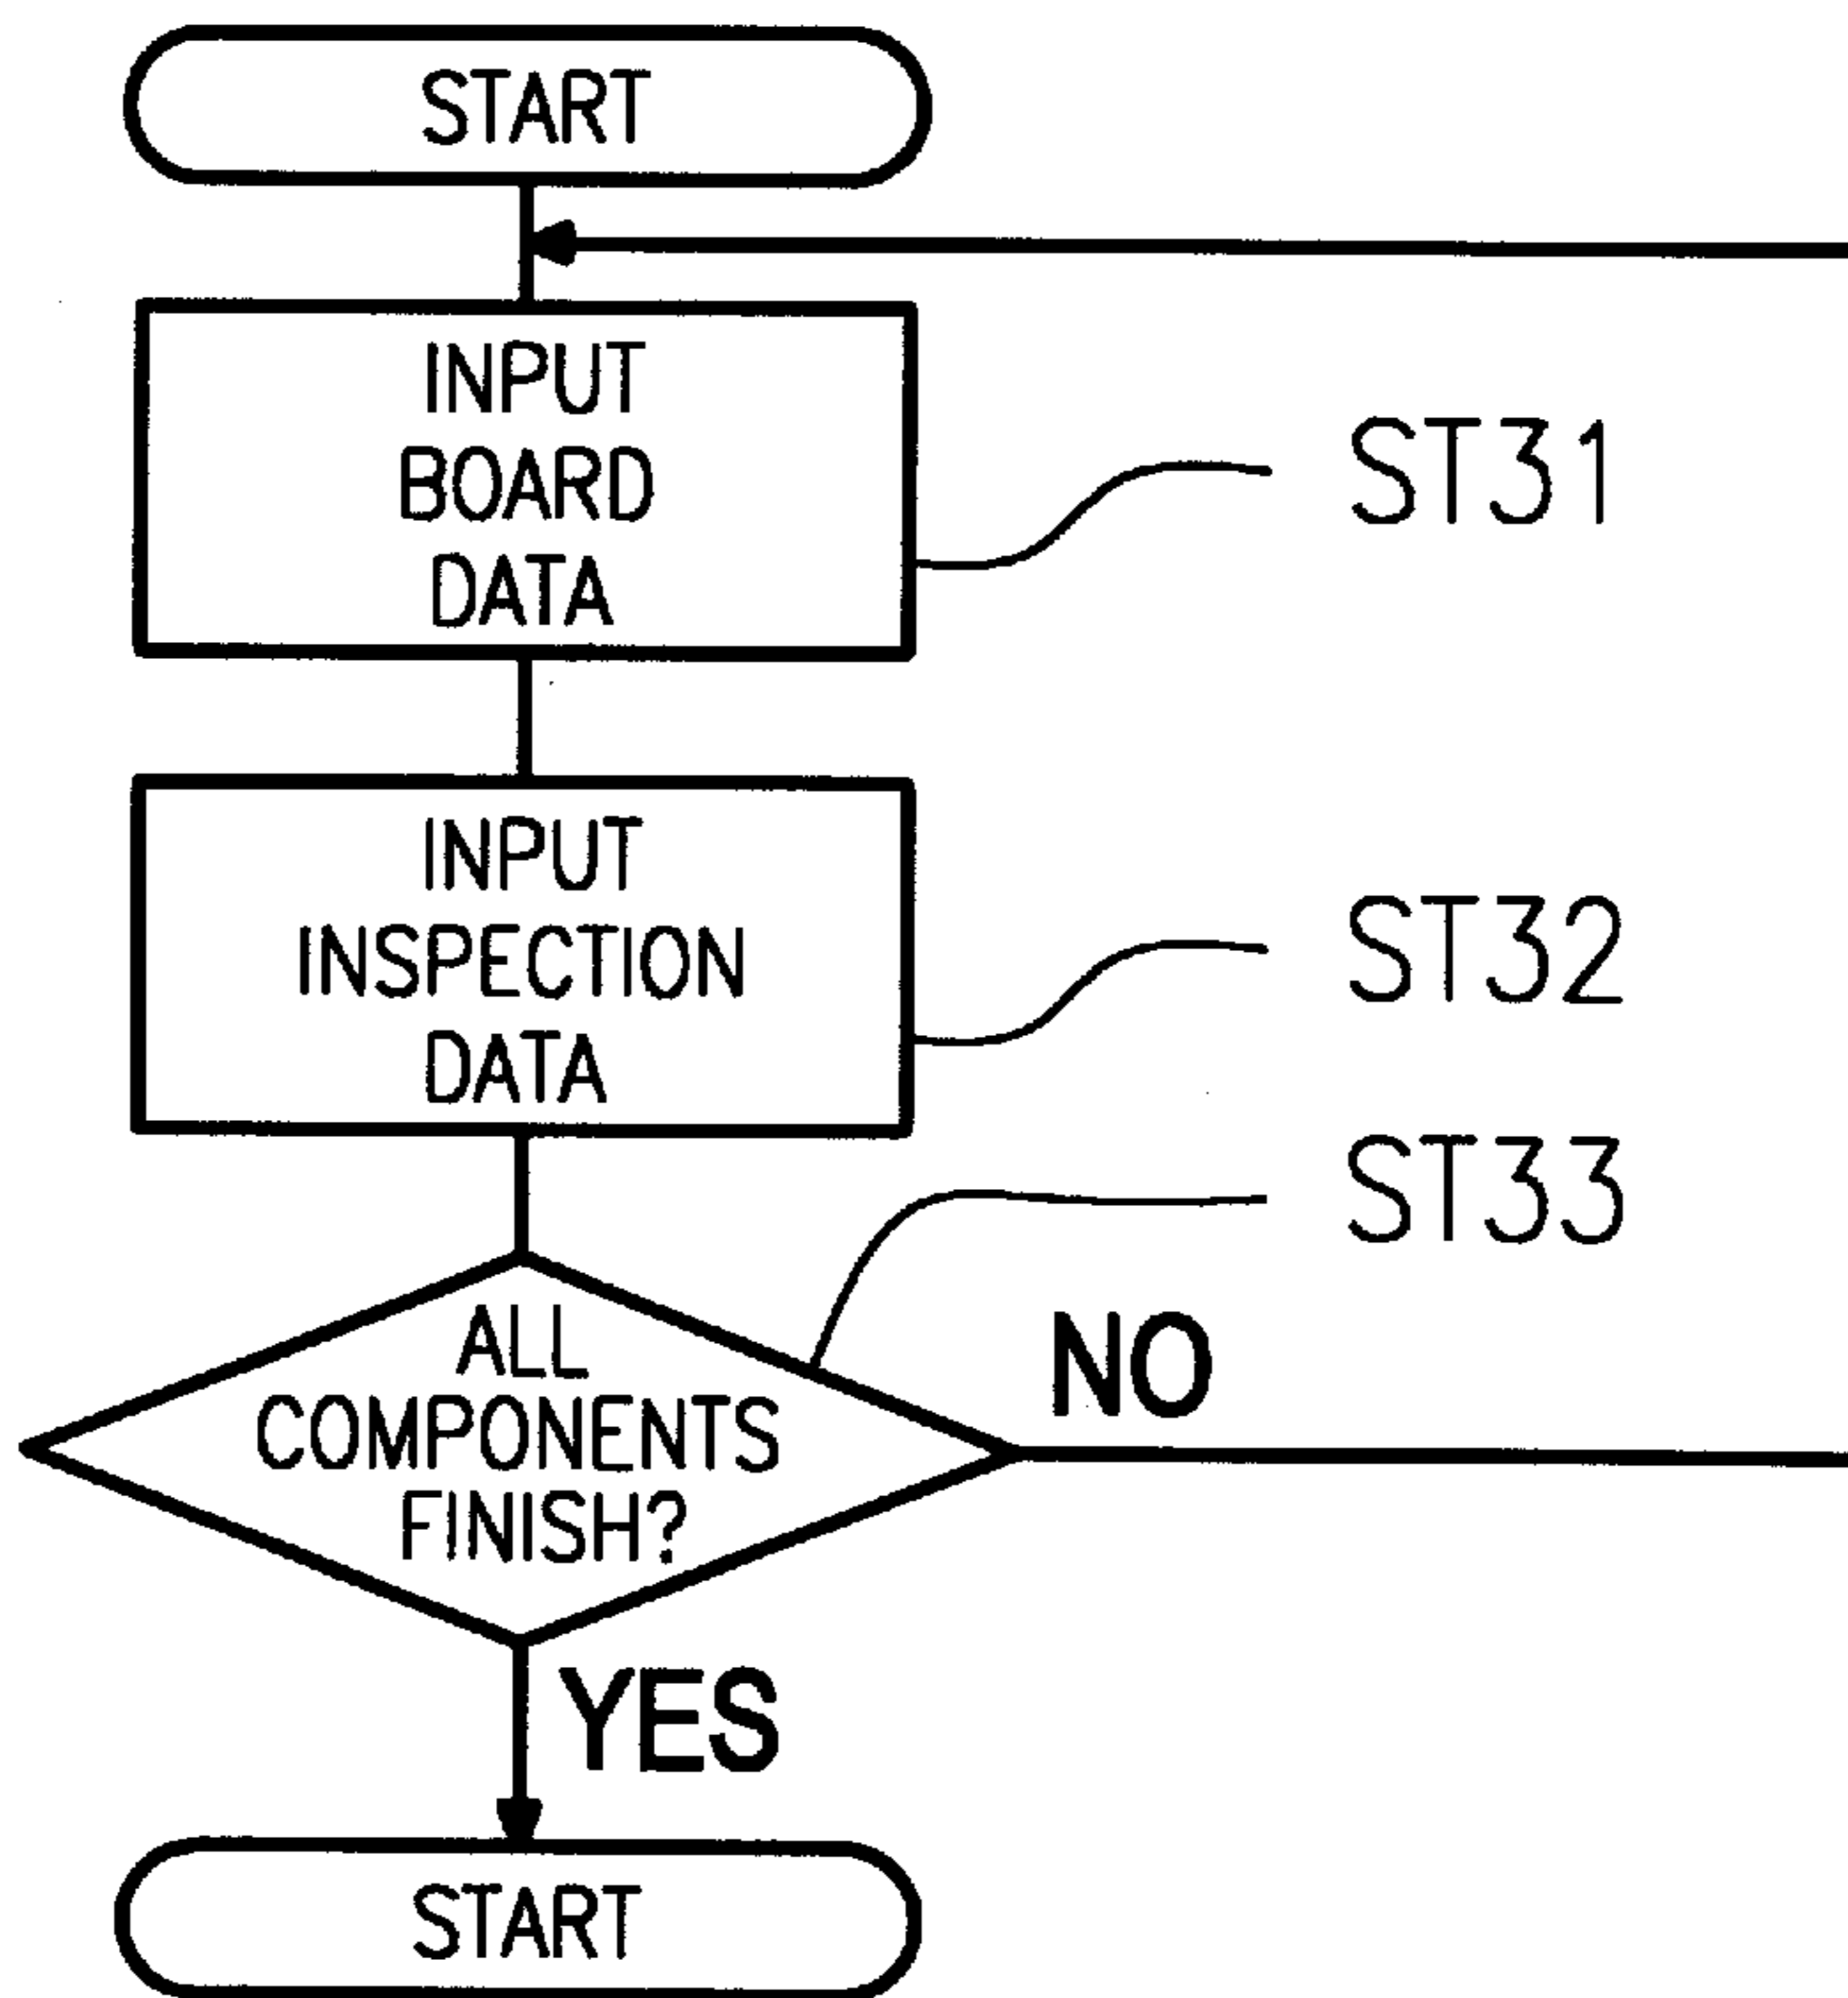 START
INPUT
BOARD
DATA
ST31
INPUT
INSPECTION
DATA
ST32
ST33
ALL
COMPONENTS
FINISH?
NO
YES
START